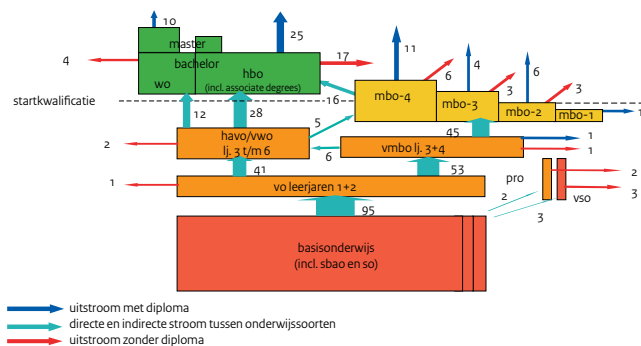 10
25
master
4
bachelor
17
11
hbo
wo
(incl. associate degrees)
6
4
6
3
3
mbo-4
mbo-3
mbo-2
mbo-1
startkwalificatie
16
12
28
5
1
45
havo/vwo
lj. 3 t/m 6
2
6
vmbo lj. 3+4
1
1
41
53
1
vo leerjaren 1+2
pro
2
vso
3
2
95
3
basisonderwijs
(incl. sbao en so)
uitstroom met diploma
directe en indirecte stroom tussen onderwijssoorten
uitstroom zonder diploma